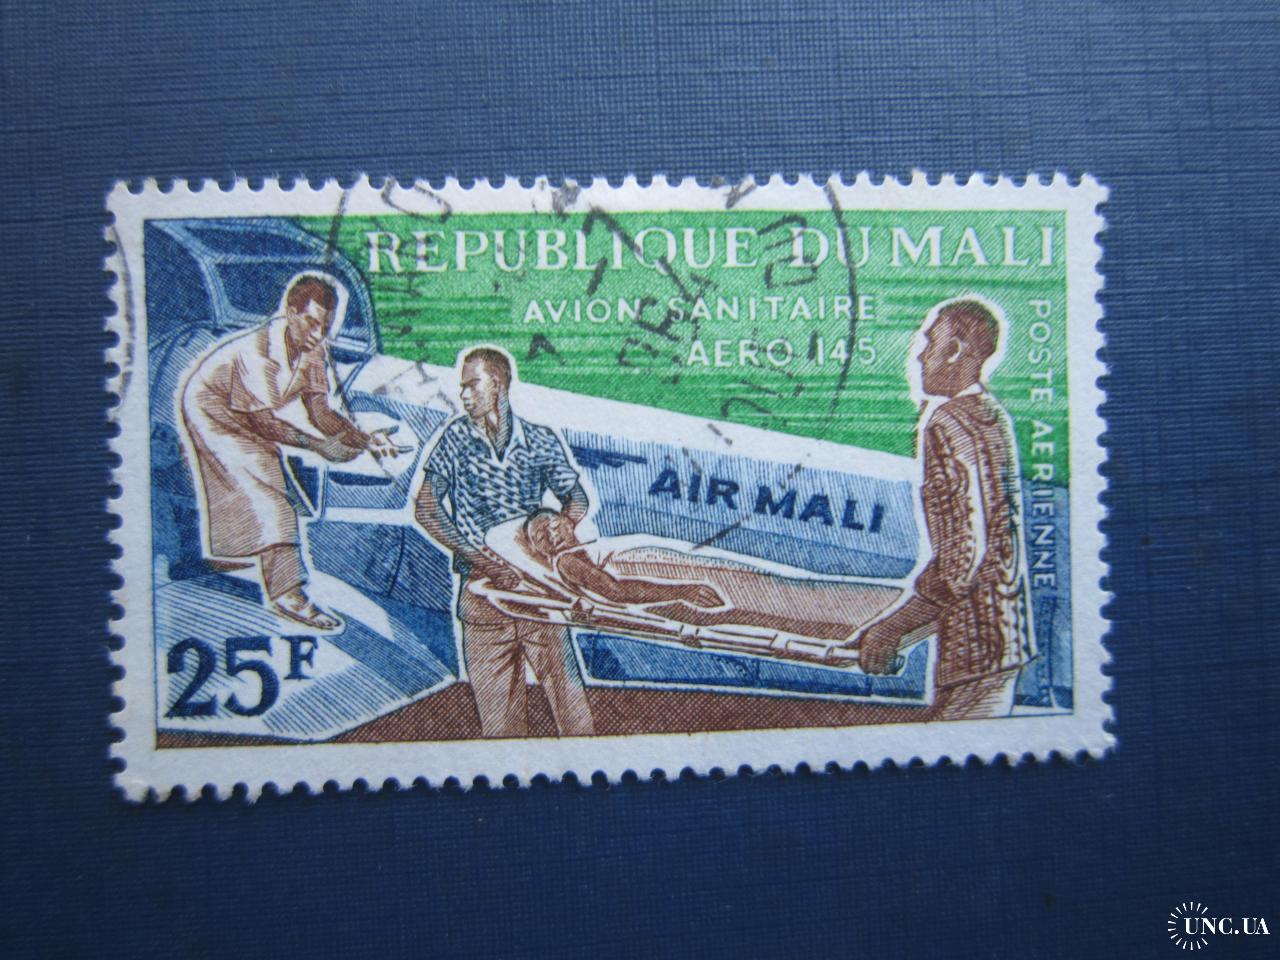 REPUBLIQUE DU MALI
AVION SANITAIRE
AERO 145
POSTE AERIENNE
AIR MALI
25F
UNC.UA